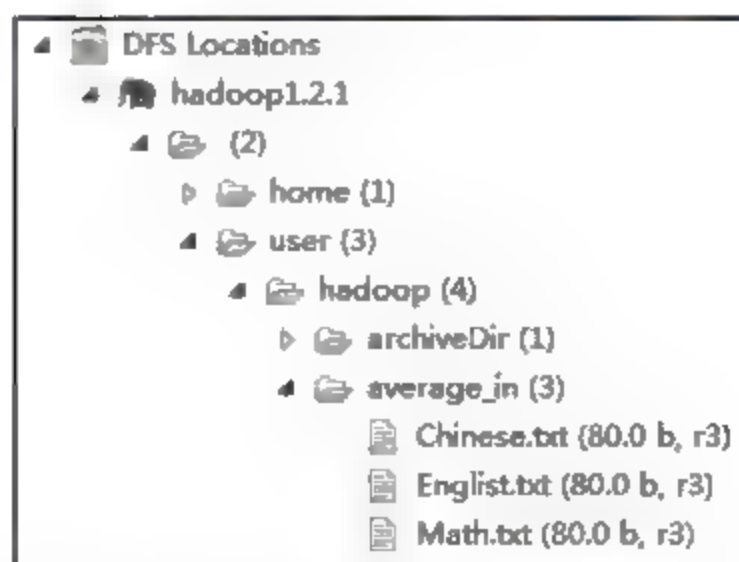 DFS Locations
hadoop1.2.1
(2)
home (1)
user (3)
hadoop (4)
archiveDir (1)
average_in (3)
Chinese.txt (80.0 b, r3)
Englist.txt (80.0 b, r3)
Math.txt (80.0 b, r3)